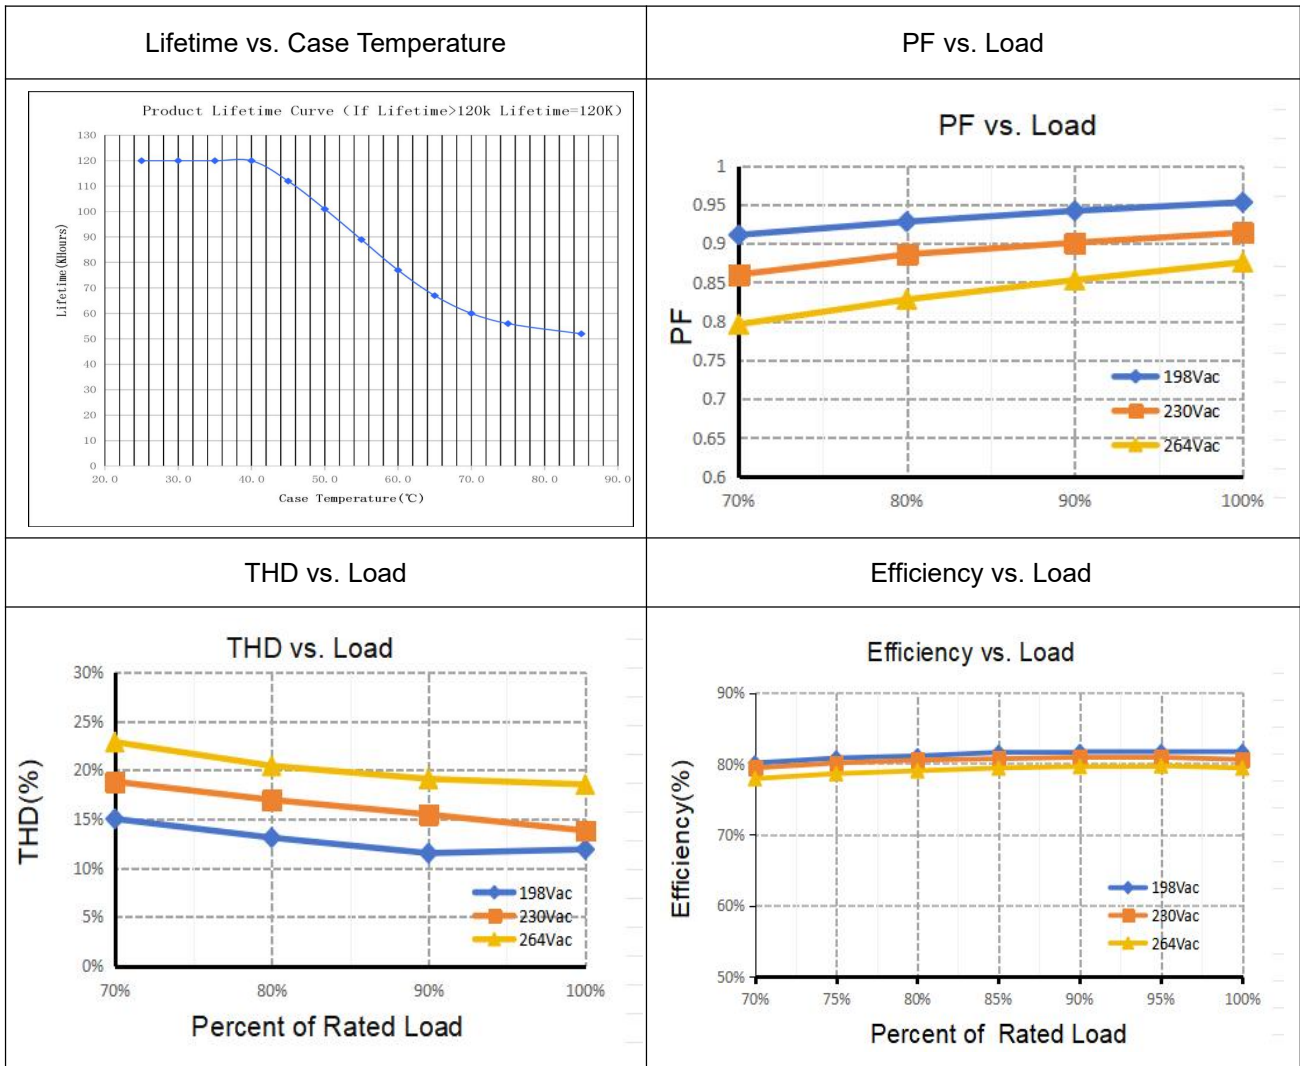 Lifetime vs. Case Temperature
PF vs. Load
Product Lifetime Curve (If Lifetime>120k Lifetime=120K)
130
120
110
100
90
80
70
60
50
40
30
20
10
0
Lifetime(KHours)
20.0 30.0 40.0 50.0 60.0 70.0 80.0 90.0
Case Temperature(℃)
PF vs. Load
1
0.95
0.9
0.85
0.8
0.75
0.7
0.65
0.6
PF
198Vac
230Vac
264Vac
70% 80% 90% 100%
THD vs. Load
Efficiency vs. Load
THD vs. Load
30%
25%
20%
15%
10%
5%
0%
THD(%)
198Vac
230Vac
264Vac
70% 80% 90% 100%
Percent of Rated Load
Efficiency vs. Load
90%
80%
70%
60%
50%
Efficiency(%)
198Vac
230Vac
264Vac
70% 75% 80% 85% 90% 95% 100%
Percent of Rated Load